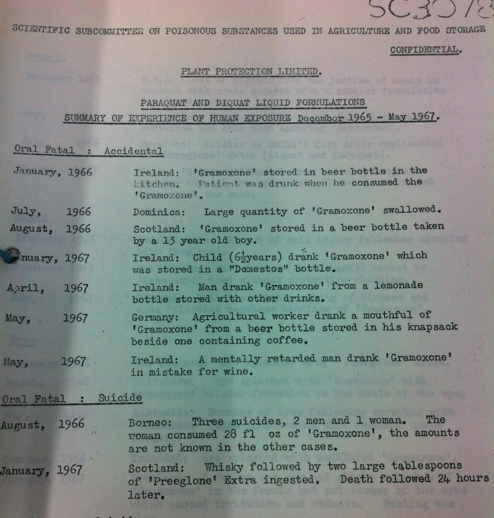 SC3078
SCIENTIFIC SUBCOMMITTEE ON POISONOUS SUBSTANCES USED IN AGRICULTURE AND FOOD STORAGE
CONFIDENTIAL.
PLANT PROTECTION LIMITED.
PARAQUAT AND DIQUAT LIQUID FORMULATIONS
SUMMARY OF EXPERIENCE OF HUMAN EXPOSURE December 1965 - May 1967.
Oral Fatal : Accidental
January, 1966 Ireland: 'Gramoxone' stored in beer bottle in the
kitchen. Patient was drunk when he consumed the
'Gramoxone'.
July, 1966 Dominica: Large quantity of 'Gramoxone' swallowed.
August, 1966 Scotland: 'Gramoxone' stored in a beer bottle taken
by a 13 year old boy.
nuary, 1967 Ireland: Child (6½years) drank 'Gramoxone' which
was stored in a "Domestos" bottle.
April, 1967 Ireland: Man drank 'Gramoxone' from a lemonade
bottle stored with other drinks.
May, 1967 Germany: Agricultural worker drank a mouthful of
'Gramoxone' from a beer bottle stored in his knapsack
beside one containing coffee.
May, 1967 Ireland: A mentally retarded man drank 'Gramoxone'
in mistake for wine.
Oral Fatal : Suicide
August, 1966 Borneo: Three suicides, 2 men and 1 woman. The
woman consumed 28 fl oz of 'Gramoxone', the amounts
are not known in the other cases.
January, 1967 Scotland: Whisky followed by two large tablespoons
of 'Preeglone' Extra ingested. Death followed 24 hours
later.